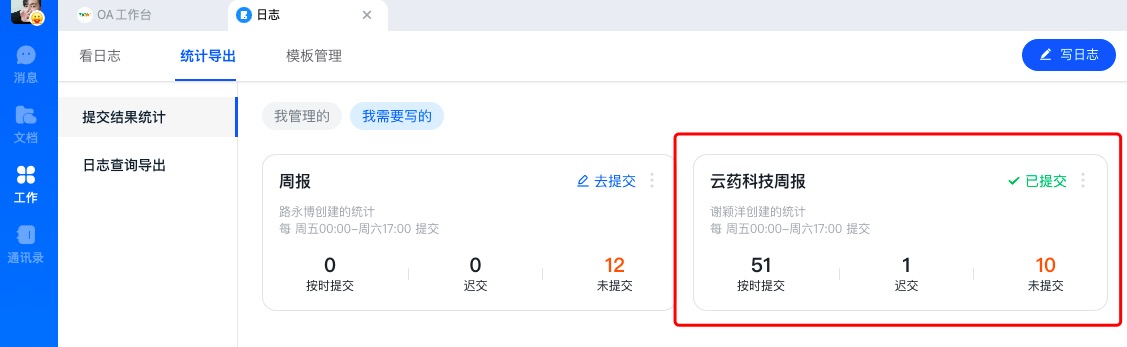 OA工作台
日志
消息
文档
工作
通讯录
看日志
统计导出
模板管理
写日志
提交结果统计
日志查询导出
我管理的
我需要写的
周报
去提交
路永博创建的统计
每 周五00:00-周六17:00 提交
0
0
12
按时提交
迟交
未提交
云药科技周报
已提交
谢颖洋创建的统计
每 周五00:00-周六17:00 提交
51
1
10
按时提交
迟交
未提交